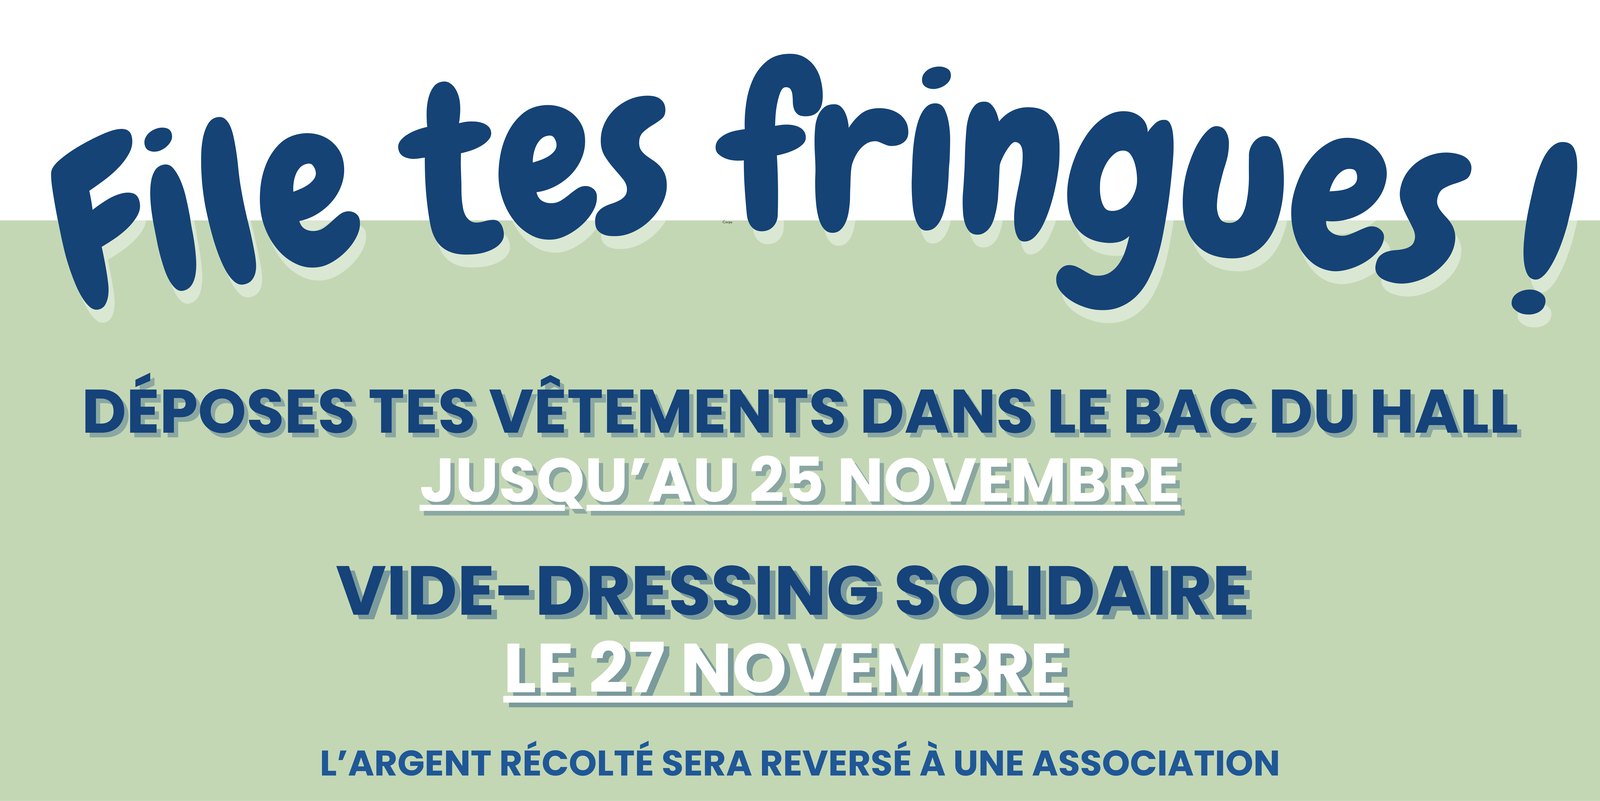 File tes fringues !
DÉPOSES TES VÊTEMENTS DANS LE BAC DU HALL
JUSQU'AU 25 NOVEMBRE
VIDE-DRESSING SOLIDAIRE
LE 27 NOVEMBRE
L'ARGENT RÉCOLTÉ SERA REVERSÉ À UNE ASSOCIATION